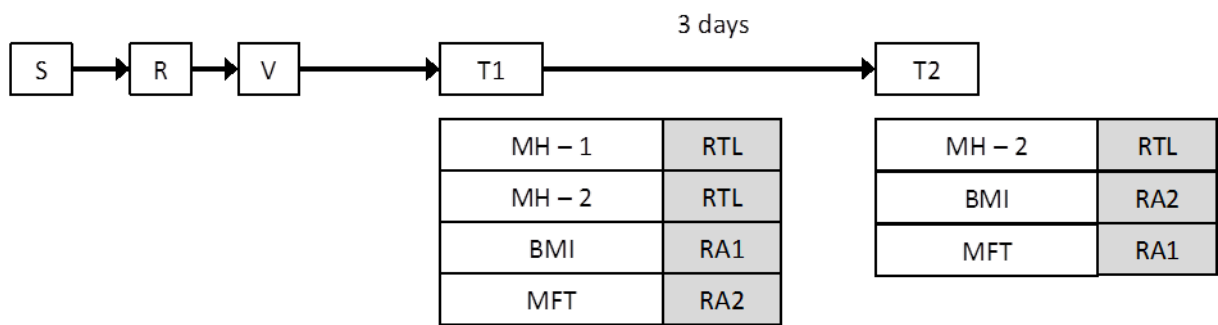 3 days
S R V T1 T2
MH – 1 RTL MH – 2 RTL
MH – 2 RTL BMI RA2
BMI RA1 MFT RA1
MFT RA2